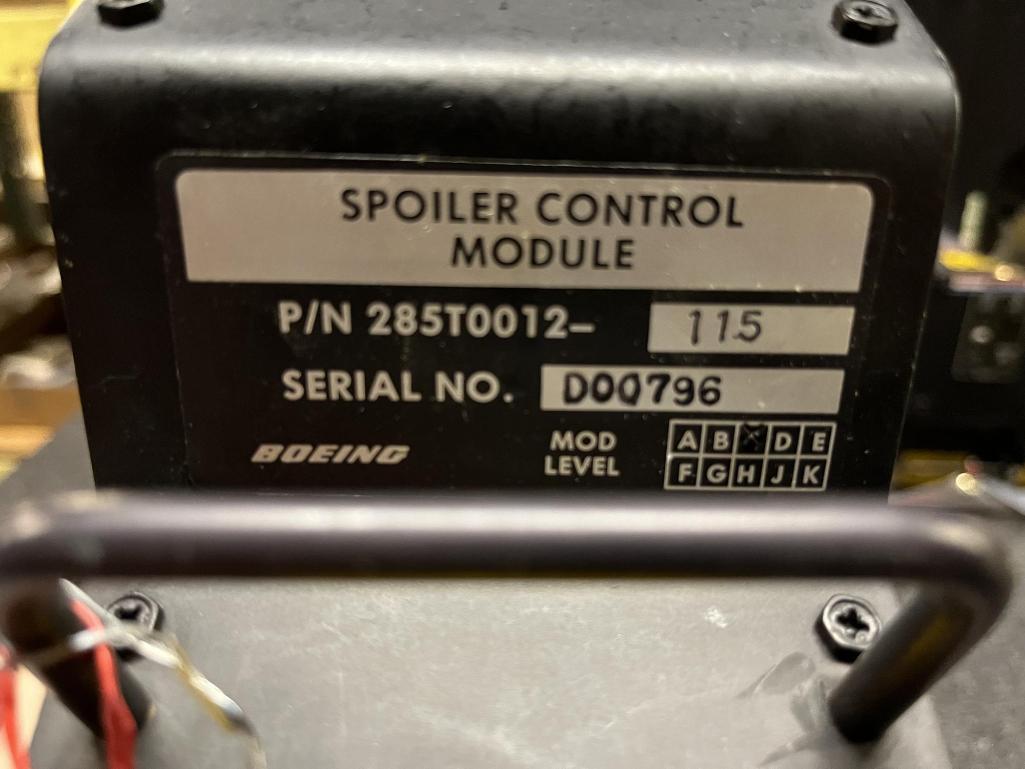 SPOILER CONTROL
MODULE
P/N 285T0012- 115
SERIAL NO. D00796
BOEING
MOD LEVEL
A B D E
F G H J K